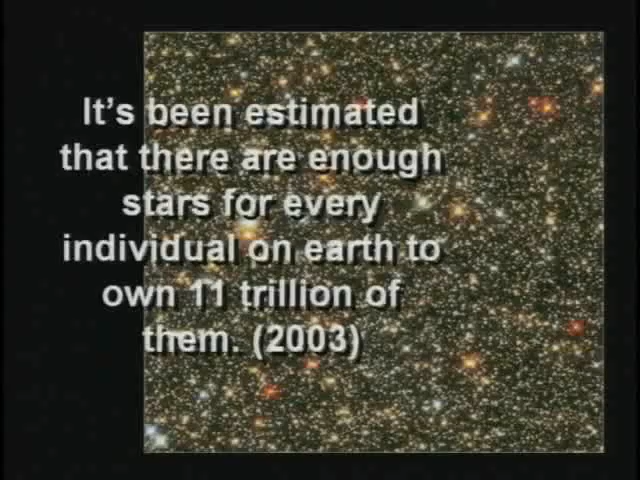 It's been estimated
that there are enough
stars for every
individual on earth to
own 11 trillion of
them. (2003)